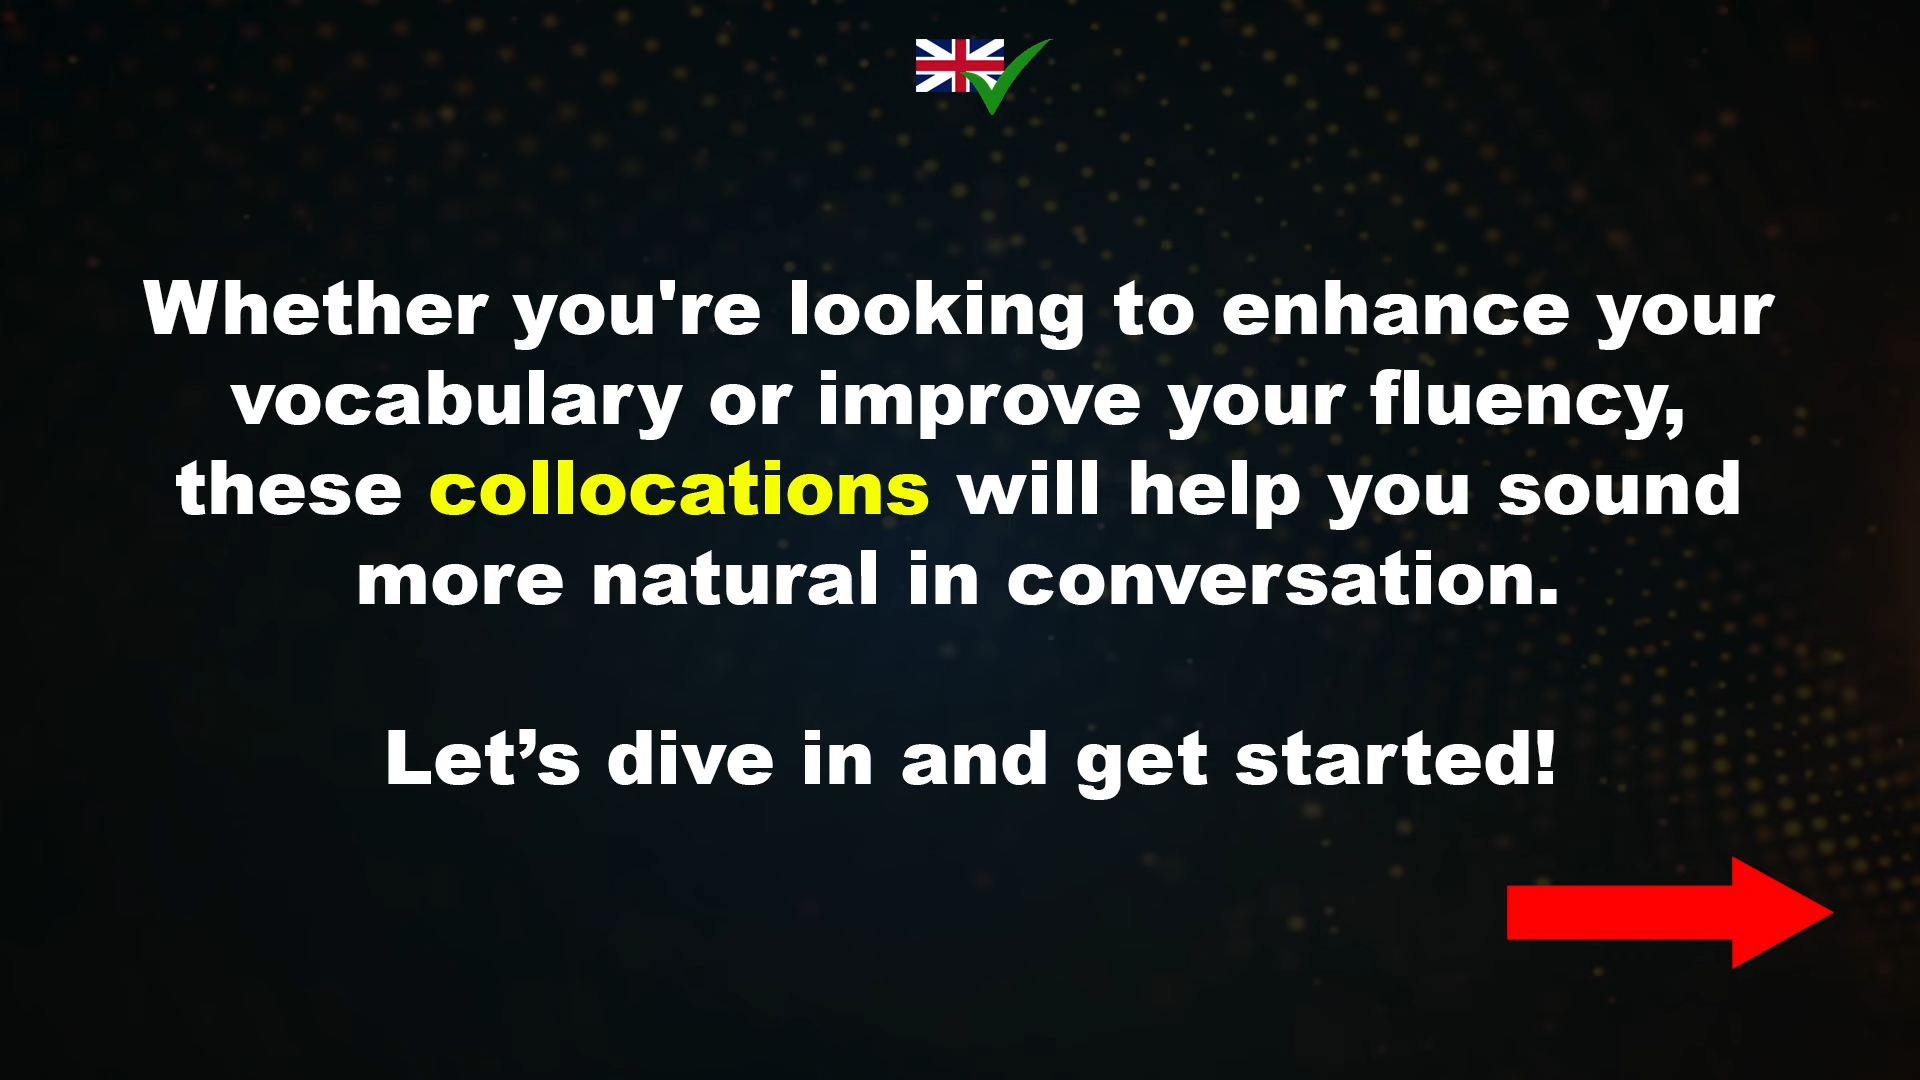 Whether you're looking to enhance your
vocabulary or improve your fluency,
these collocations will help you sound
more natural in conversation.
Let’s dive in and get started!